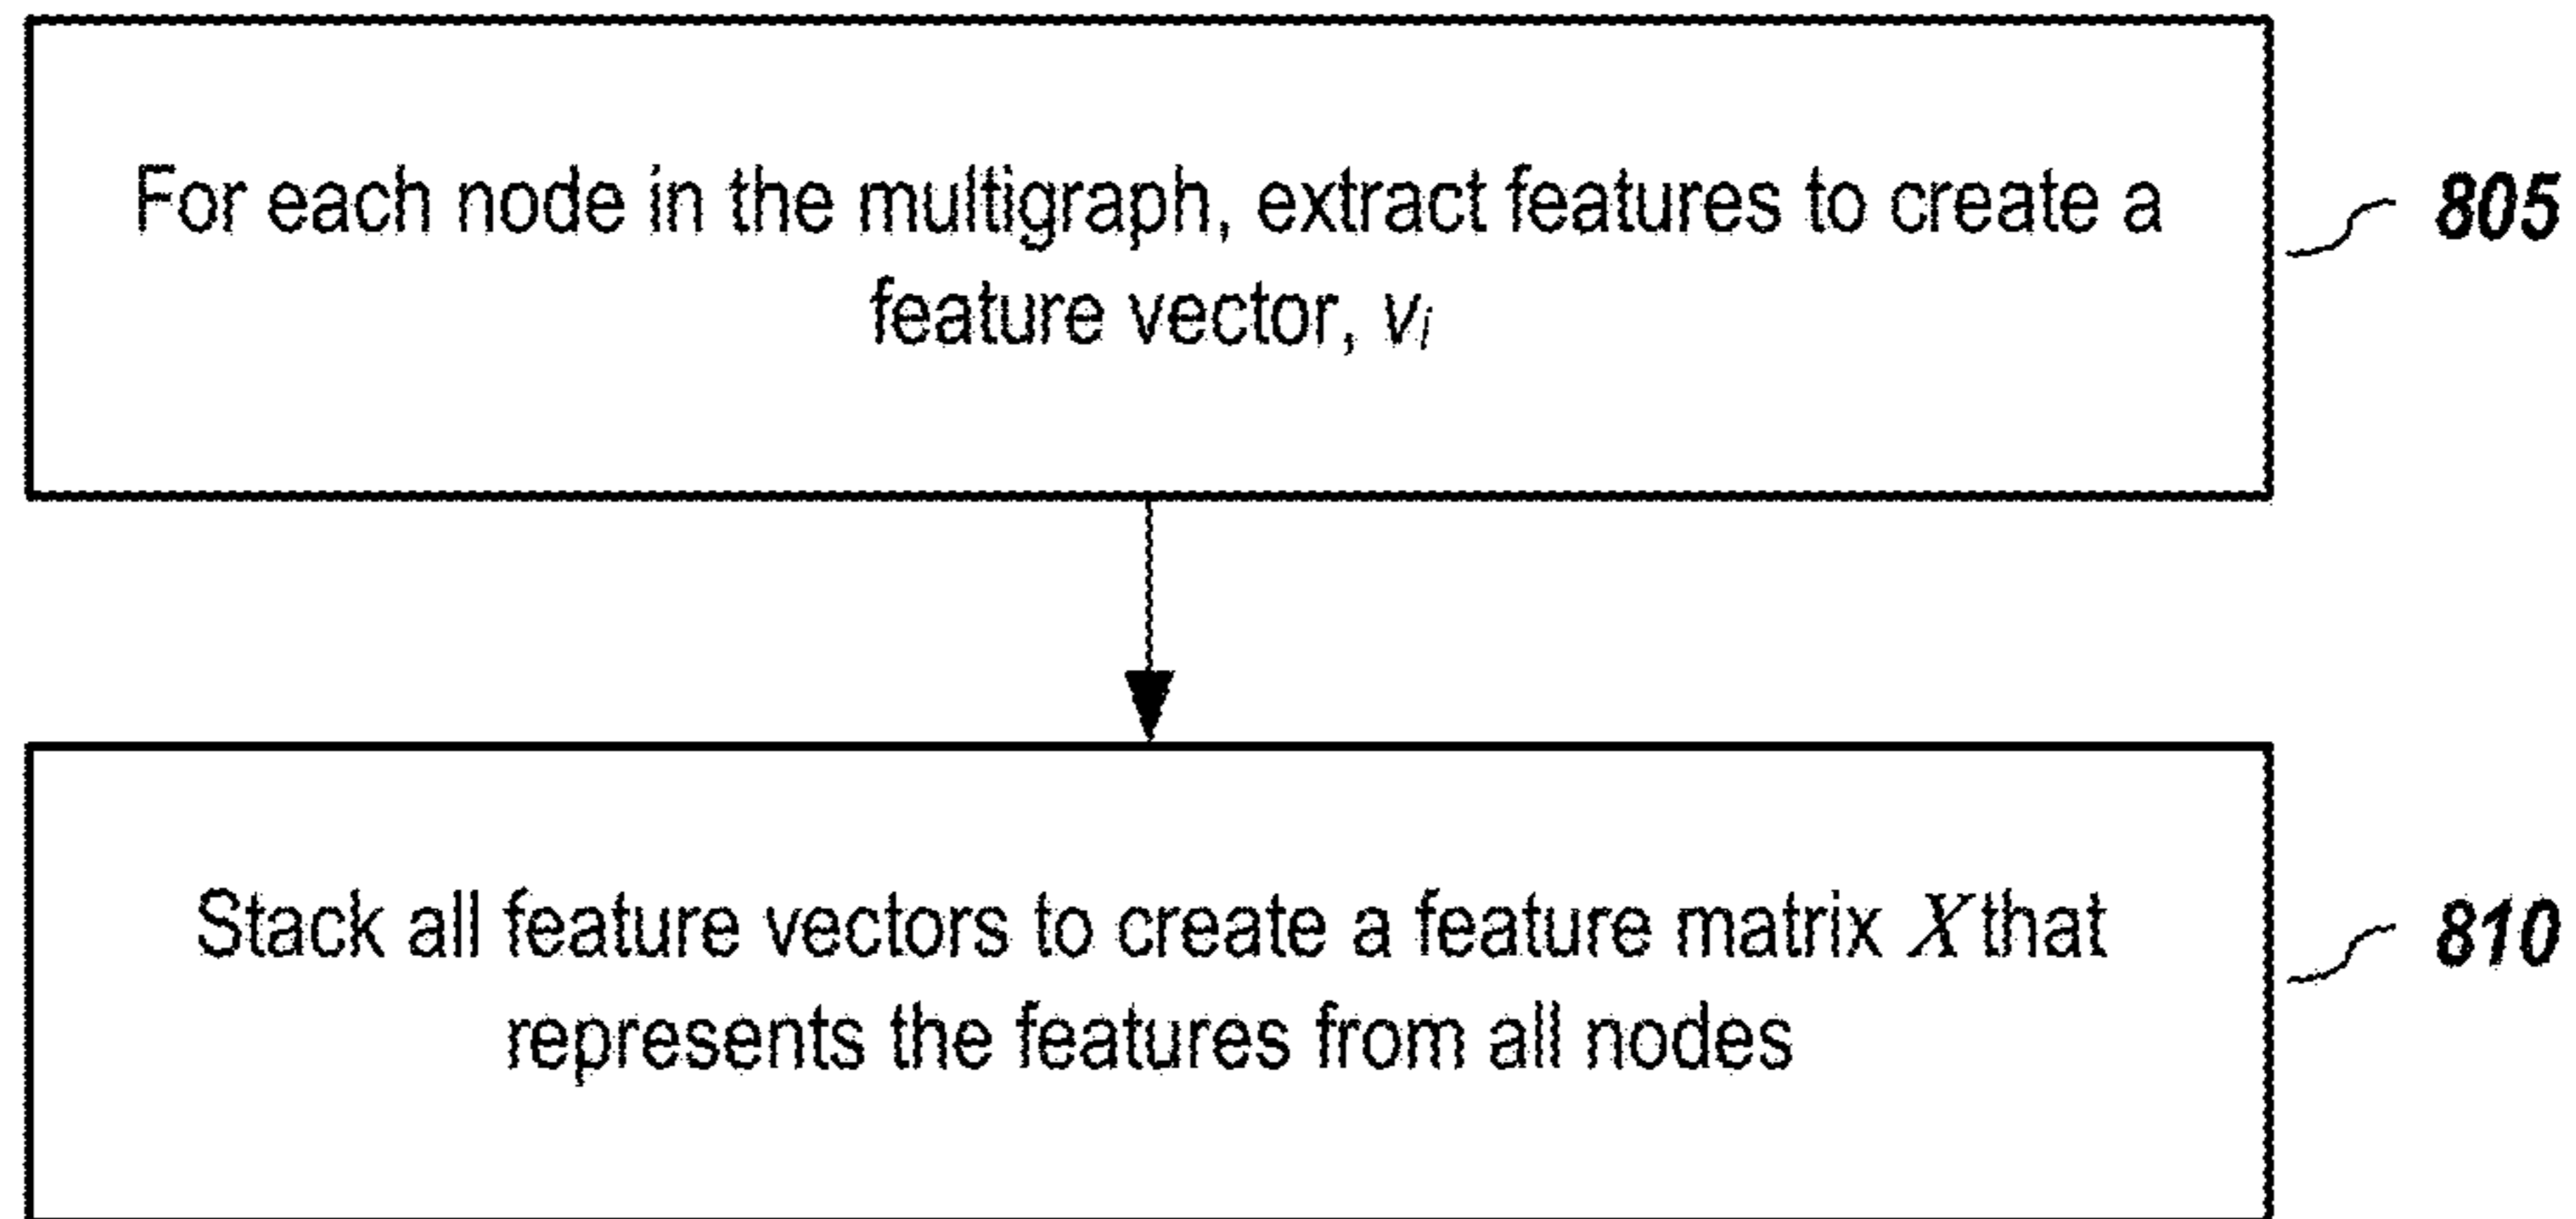 For each node in the multigraph, extract features to create a
feature vector, vᵢ
805
Stack all feature vectors to create a feature matrix X that
represents the features from all nodes
810